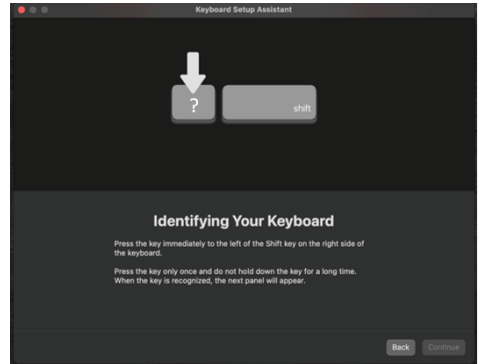 Keyboard Setup Assistant
?
shift
Identifying Your Keyboard
Press the key immediately to the left of the Shift key on the right side of
the keyboard.
Press the key only once and do not hold down the key for a long time.
When the key is recognized, the next panel will appear.
Back
Continue